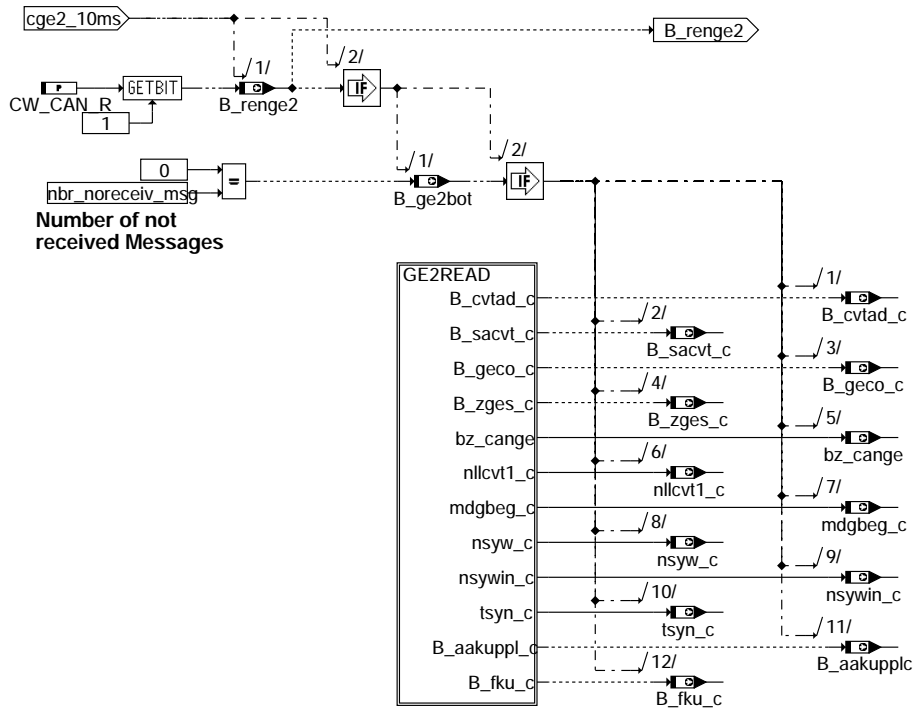 cge2_10ms
B_renge2
/1/
/2/
P
GETBIT
IF
CW_CAN_R
B_renge2
1
/1/
/2/
0
nbr_noreceiv_msg
=
IF
B_ge2bot
Number of not
received Messages
GE2READ
/1/
B_cvtad_c
B_cvtad_c
/2/
B_sacvt_c
B_sacvt_c
/3/
B_geco_c
B_geco_c
/4/
B_zges_c
B_zges_c
/5/
bz_cange
bz_cange
/6/
nllcvt1_c
nllcvt1_c
/7/
mdgbeg_c
mdgbeg_c
/8/
nsyw_c
nsyw_c
/9/
nsywin_c
nsywin_c
/10/
tsyn_c
tsyn_c
/11/
B_aakuppl_c
B_aakupplc
/12/
B_fku_c
B_fku_c